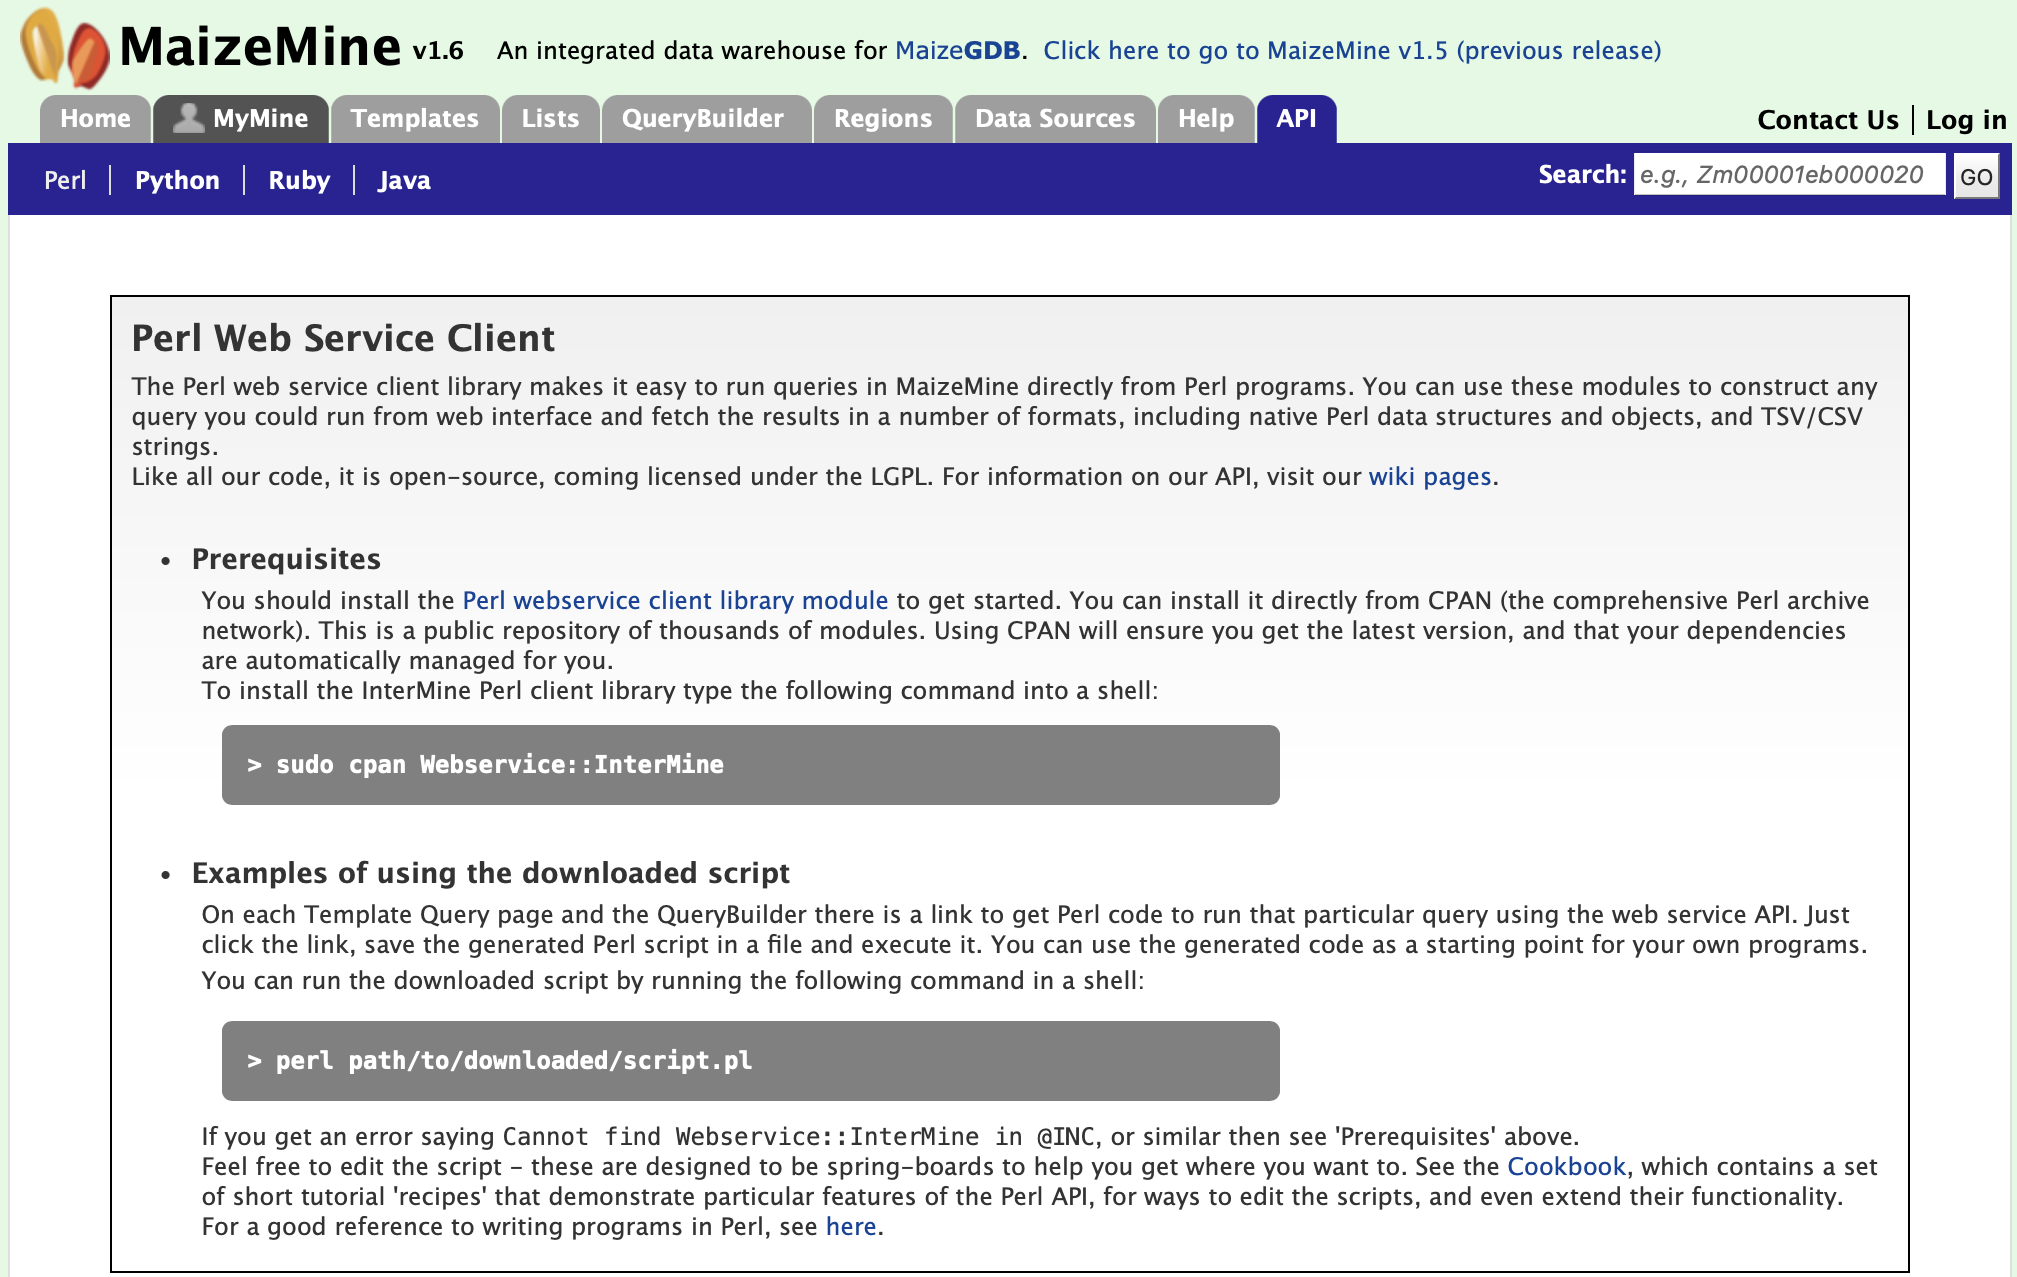 MaizeMine v1.6 An integrated data warehouse for MaizeGDB. Click here to go to MaizeMine v1.5 (previous release)
Home MyMine Templates Lists QueryBuilder Regions Data Sources Help API Contact Us | Log in
Perl | Python | Ruby | Java Search: e.g., Zm00001eb000020 GO
Perl Web Service Client
The Perl web service client library makes it easy to run queries in MaizeMine directly from Perl programs. You can use these modules to construct any
query you could run from web interface and fetch the results in a number of formats, including native Perl data structures and objects, and TSV/CSV
strings.
Like all our code, it is open-source, coming licensed under the LGPL. For information on our API, visit our wiki pages.
• Prerequisites
You should install the Perl webservice client library module to get started. You can install it directly from CPAN (the comprehensive Perl archive
network). This is a public repository of thousands of modules. Using CPAN will ensure you get the latest version, and that your dependencies
are automatically managed for you.
To install the InterMine Perl client library type the following command into a shell:
> sudo cpan Webservice::InterMine
• Examples of using the downloaded script
On each Template Query page and the QueryBuilder there is a link to get Perl code to run that particular query using the web service API. Just
click the link, save the generated Perl script in a file and execute it. You can use the generated code as a starting point for your own programs.
You can run the downloaded script by running the following command in a shell:
> perl path/to/downloaded/script.pl
If you get an error saying Cannot find Webservice::InterMine in @INC, or similar then see 'Prerequisites' above.
Feel free to edit the script - these are designed to be spring-boards to help you get where you want to. See the Cookbook, which contains a set
of short tutorial 'recipes' that demonstrate particular features of the Perl API, for ways to edit the scripts, and even extend their functionality.
For a good reference to writing programs in Perl, see here.